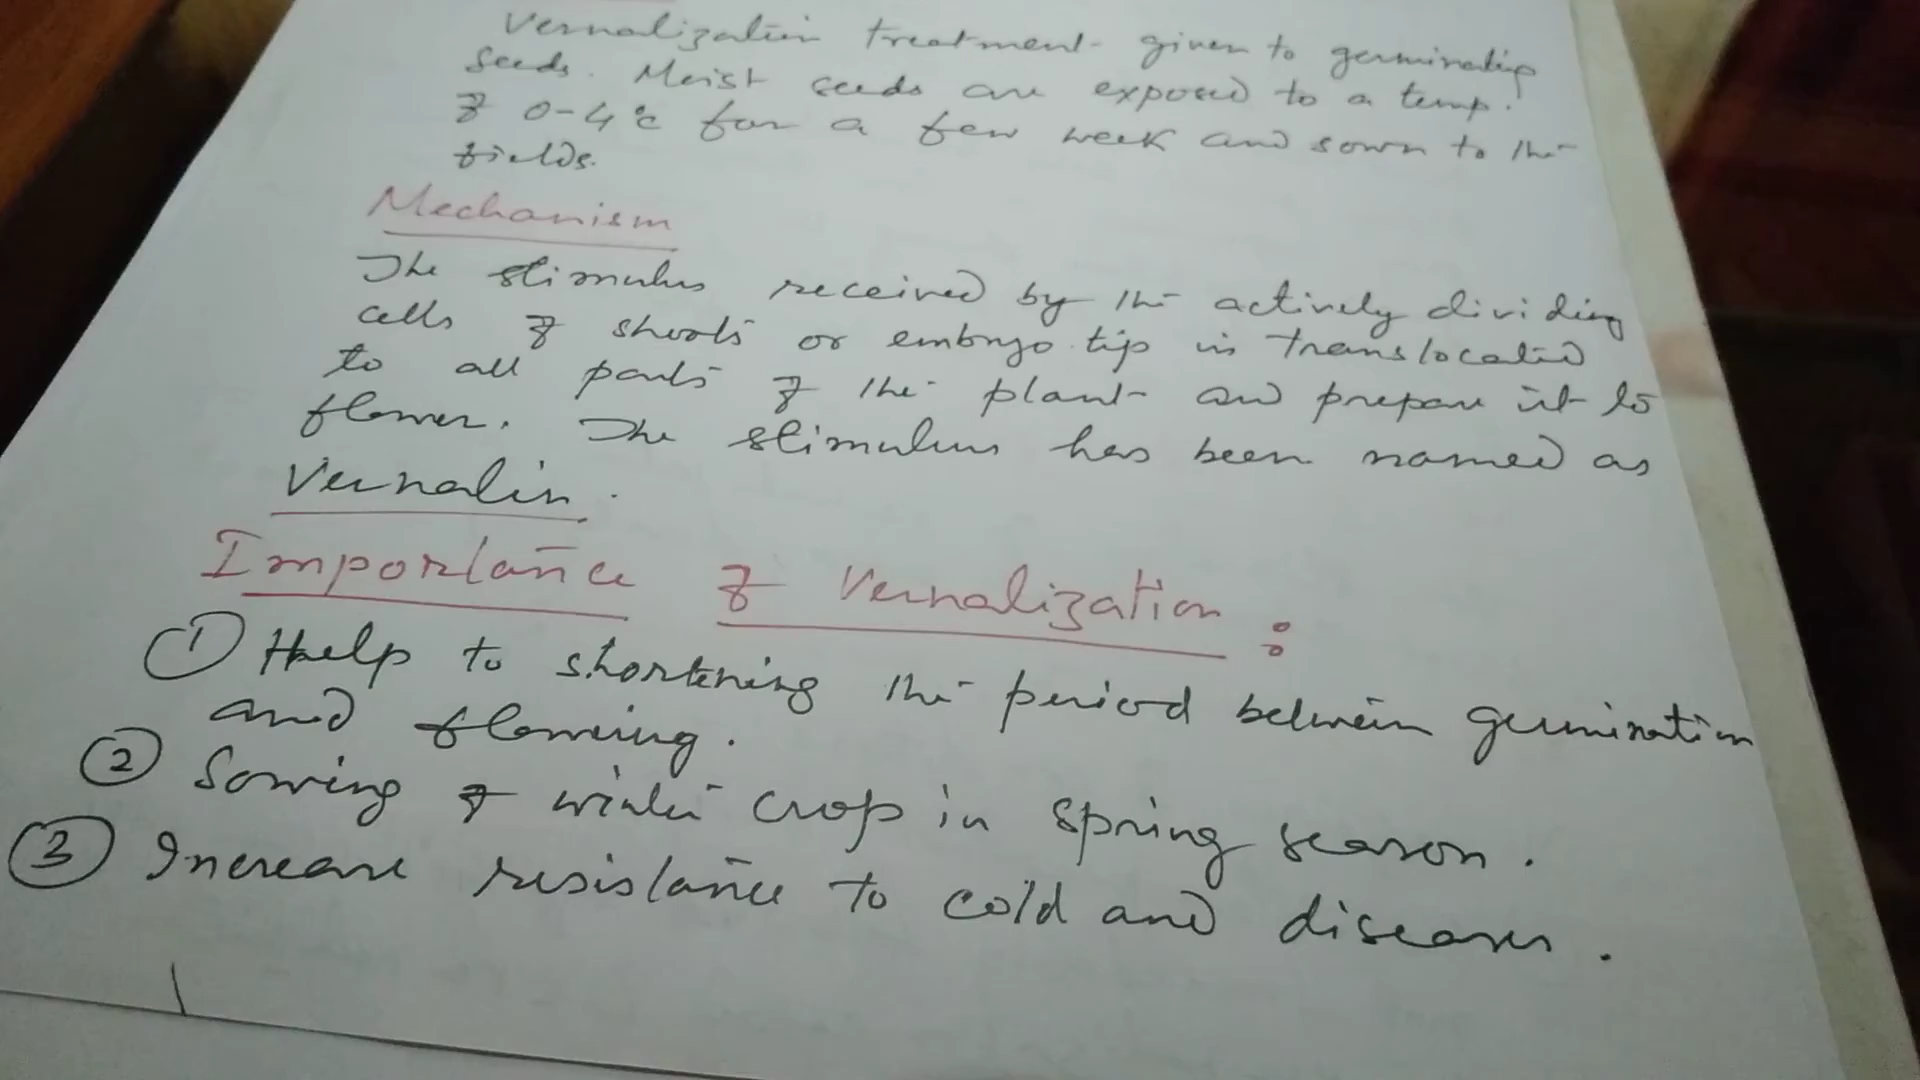 Vernalization treatment given to germinating
seeds. Moist seeds are exposed to a temp.
of 0-4°c for a few week and sown to the
fields.
Mechanism
The stimulus received by the actively dividing
cells of shoots or embryo tip is translocated
to all parts of the plant and prepare it to
flower. The stimulus has been named as
Vernalin.
Importance of Vernalization :
① Help to shortening the period between germination
and flowering.
② Sowing of winter crop in spring season.
③ Increase resistance to cold and diseases.